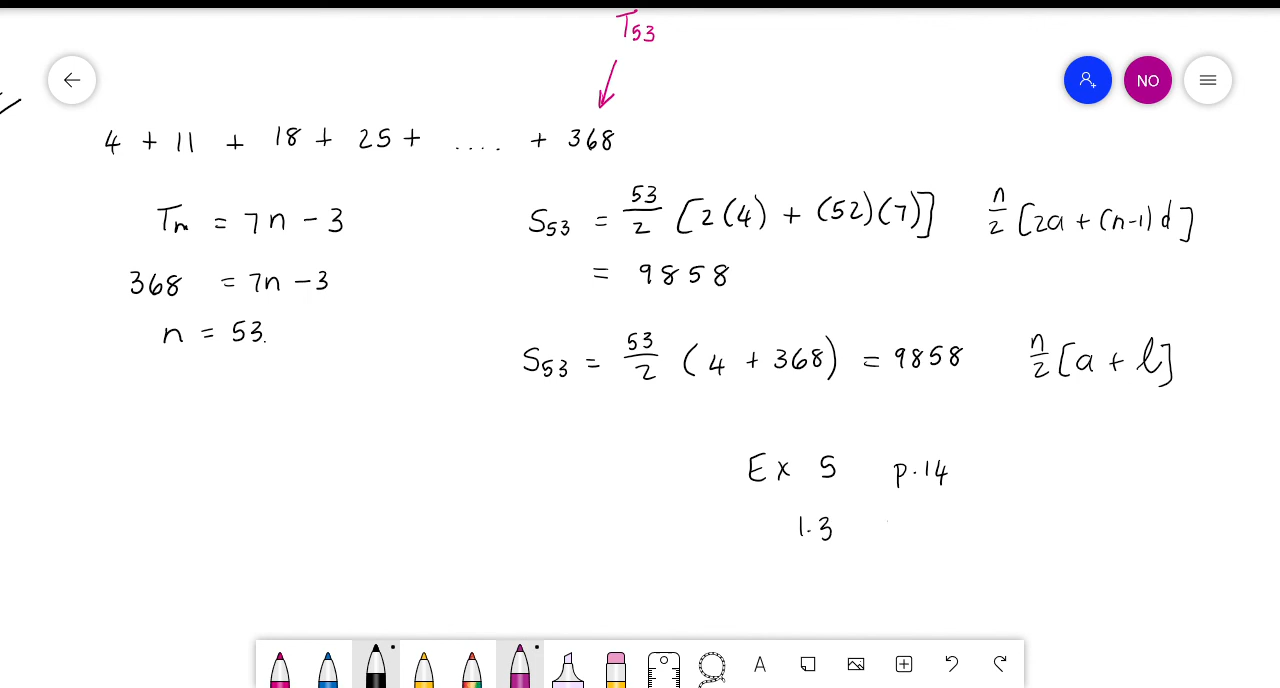 T53
NO
4 + 11 + 18 + 25 + .... + 368
Tn = 7n - 3
368 = 7n - 3
n = 53.
S53 = 53/2 [2(4) + (52)(7)] n/2 [2a + (n-1)d]
= 9858
S53 = 53/2 (4 + 368) = 9858 n/2 [a + l]
Ex 5 p.14
1.3
A